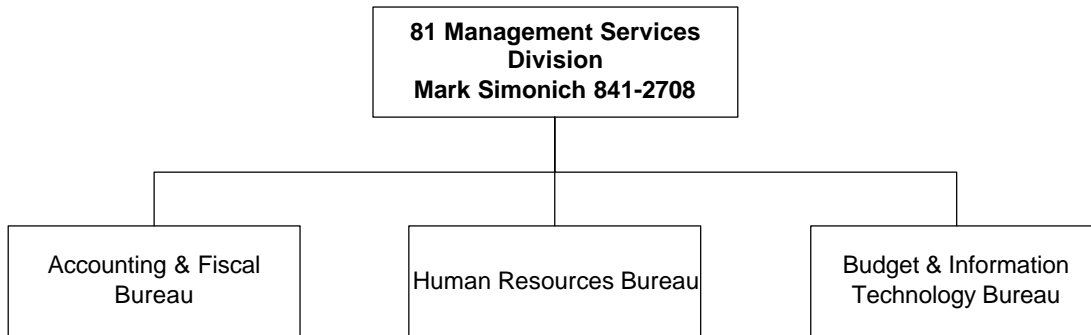 81 Management Services
Division
Mark Simonich 841-2708
Accounting & Fiscal
Bureau
Human Resources Bureau
Budget & Information
Technology Bureau